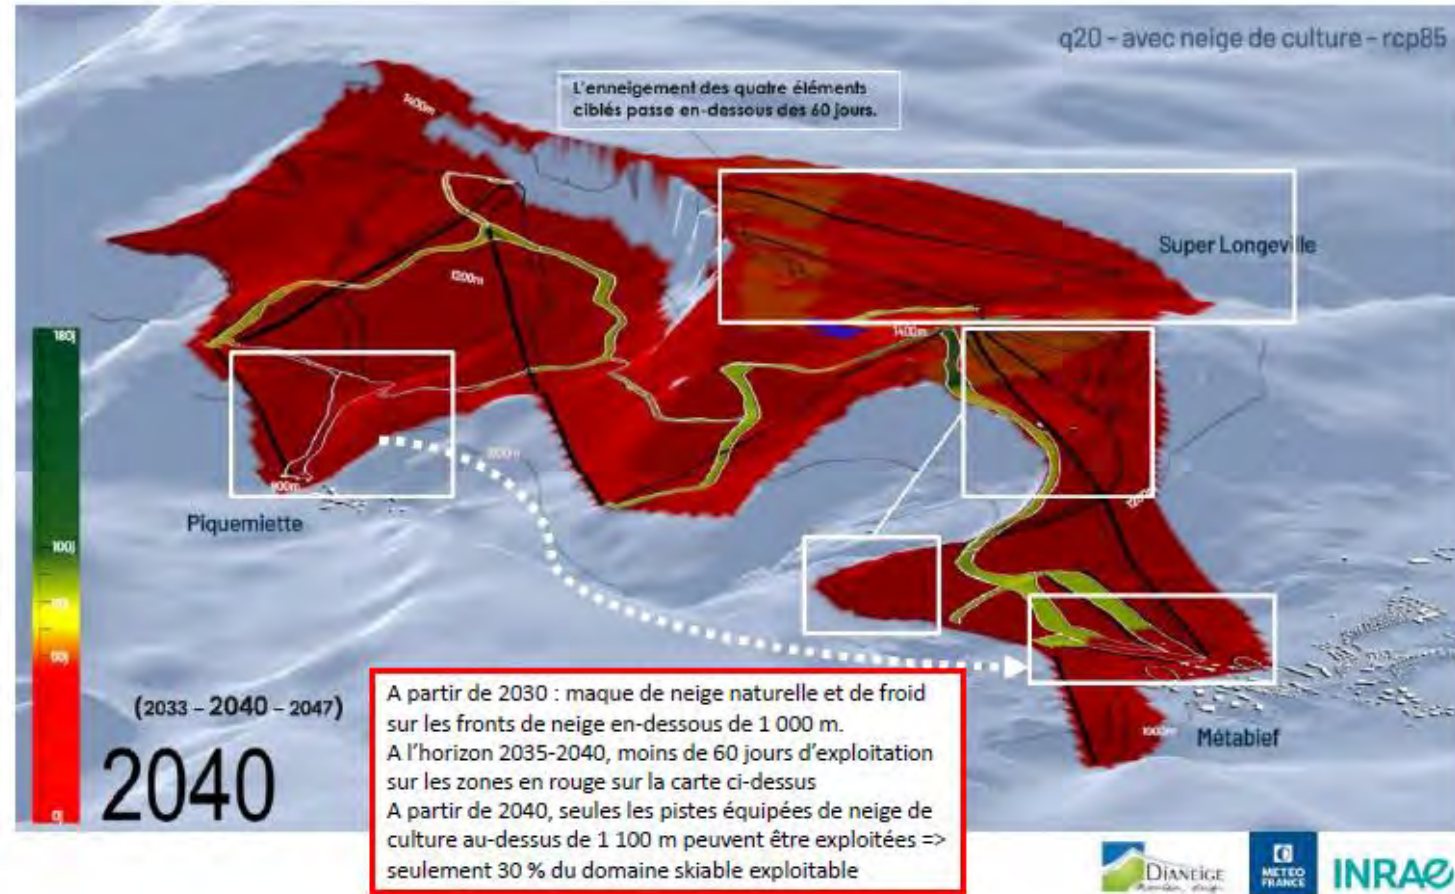 q20 - avec neige de culture - rcp85
L'enneigement des quatre éléments
ciblés passe en-dessous des 60 jours.
1400m
1200m
Super Longeville
1400m
180j
100j
60j
0j
Piquemiette
1200m
Métabief
(2033 – 2040 – 2047)
2040
A partir de 2030 : maque de neige naturelle et de froid
sur les fronts de neige en-dessous de 1 000 m.
A l'horizon 2035-2040, moins de 60 jours d'exploitation
sur les zones en rouge sur la carte ci-dessus
A partir de 2040, seules les pistes équipées de neige de
culture au-dessus de 1 100 m peuvent être exploitées =>
seulement 30 % du domaine skiable exploitable
DIANEIGE
METEO
FRANCE
INRAE